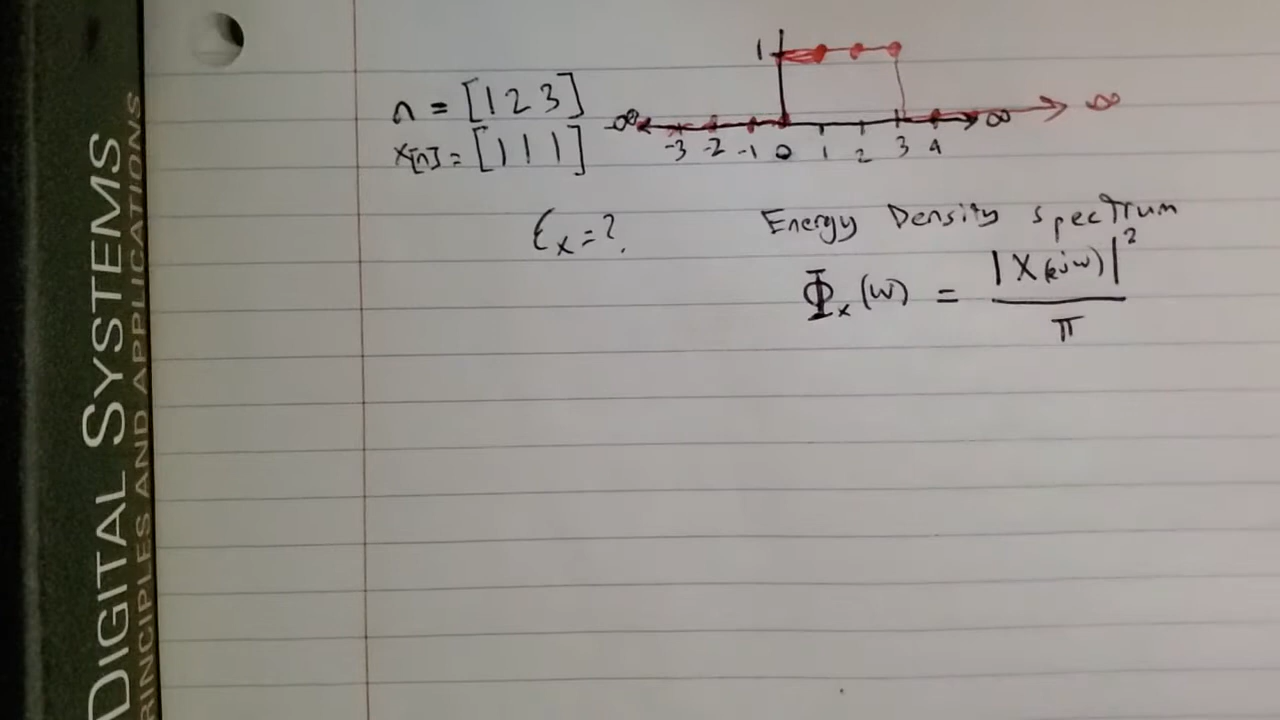 DIGITAL SYSTEMS
PRINCIPLES AND APPLICATIONS
n = [1 2 3]
x[n] = [1 1 1]
1
-∞ ∞ ∞
-3 -2 -1 0 1 2 3 4
Ex = ?.
Energy Density spectrum
Φx(w) = |X(ejw)|²
π